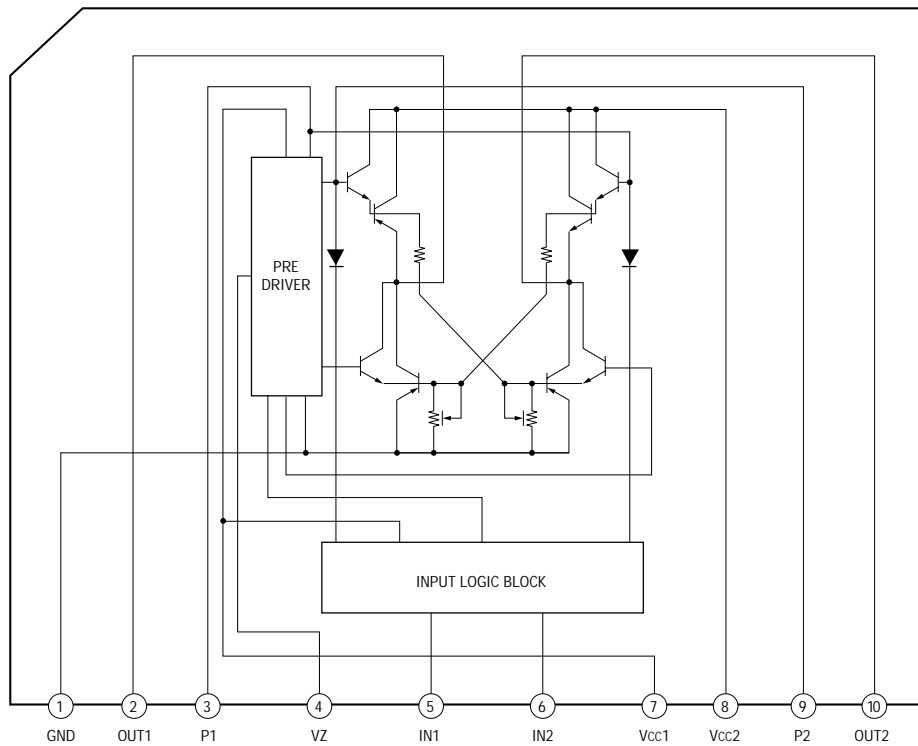 PRE
DRIVER
INPUT LOGIC BLOCK
1 2 3 4 5 6 7 8 9 10
GND OUT1 P1 VZ IN1 IN2 VCC1 VCC2 P2 OUT2